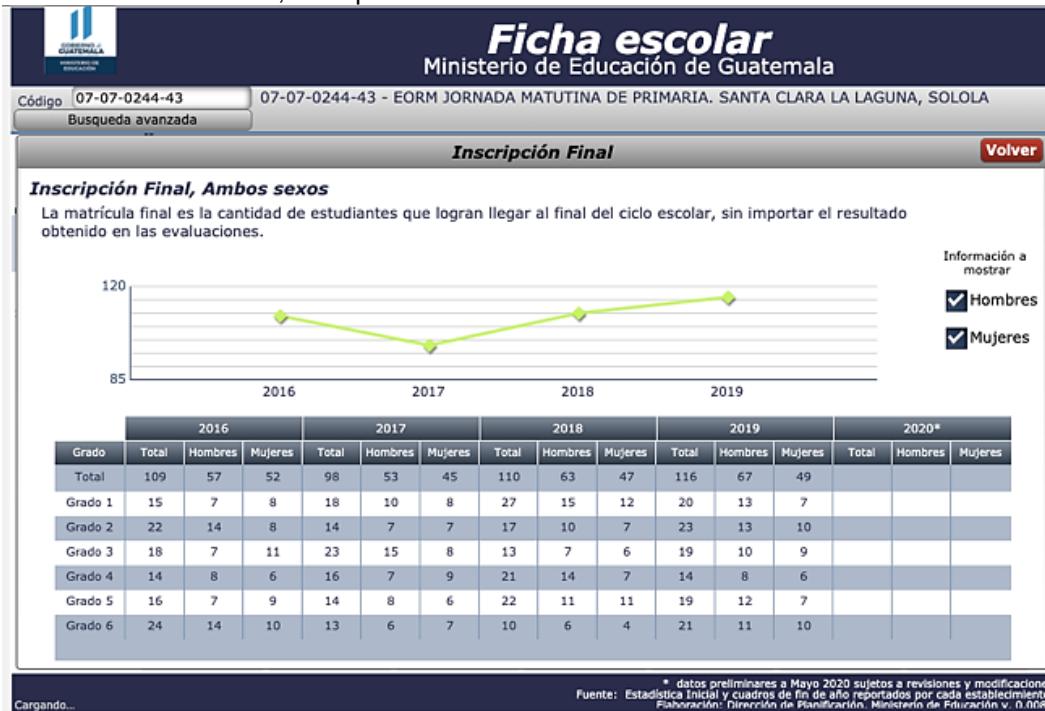 GOBIERNO de
GUATEMALA
MINISTERIO DE
EDUCACIÓN
Ficha escolar
Ministerio de Educación de Guatemala
Código 07-07-0244-43 07-07-0244-43 - EORM JORNADA MATUTINA DE PRIMARIA. SANTA CLARA LA LAGUNA, SOLOLA
Busqueda avanzada
Inscripción Final Volver
Inscripción Final, Ambos sexos
La matrícula final es la cantidad de estudiantes que logran llegar al final del ciclo escolar, sin importar el resultado
obtenido en las evaluaciones.
Información a
mostrar
Hombres
Mujeres
120
85
2016 2017 2018 2019
2016 2017 2018 2019 2020*
Grado Total Hombres Mujeres Total Hombres Mujeres Total Hombres Mujeres Total Hombres Mujeres Total Hombres Mujeres
Total 109 57 52 98 53 45 110 63 47 116 67 49
Grado 1 15 7 8 18 10 8 27 15 12 20 13 7
Grado 2 22 14 8 14 7 7 17 10 7 23 13 10
Grado 3 18 7 11 23 15 8 13 7 6 19 10 9
Grado 4 14 8 6 16 7 9 21 14 7 14 8 6
Grado 5 16 7 9 14 8 6 22 11 11 19 12 7
Grado 6 24 14 10 13 6 7 10 6 4 21 11 10
* datos preliminares a Mayo 2020 sujetos a revisiones y modificacione
Fuente: Estadística Inicial y cuadros de fin de año reportados por cada establecimient
Elaboración: Dirección de Planificación. Ministerio de Educación v. 0.008
Cargando...